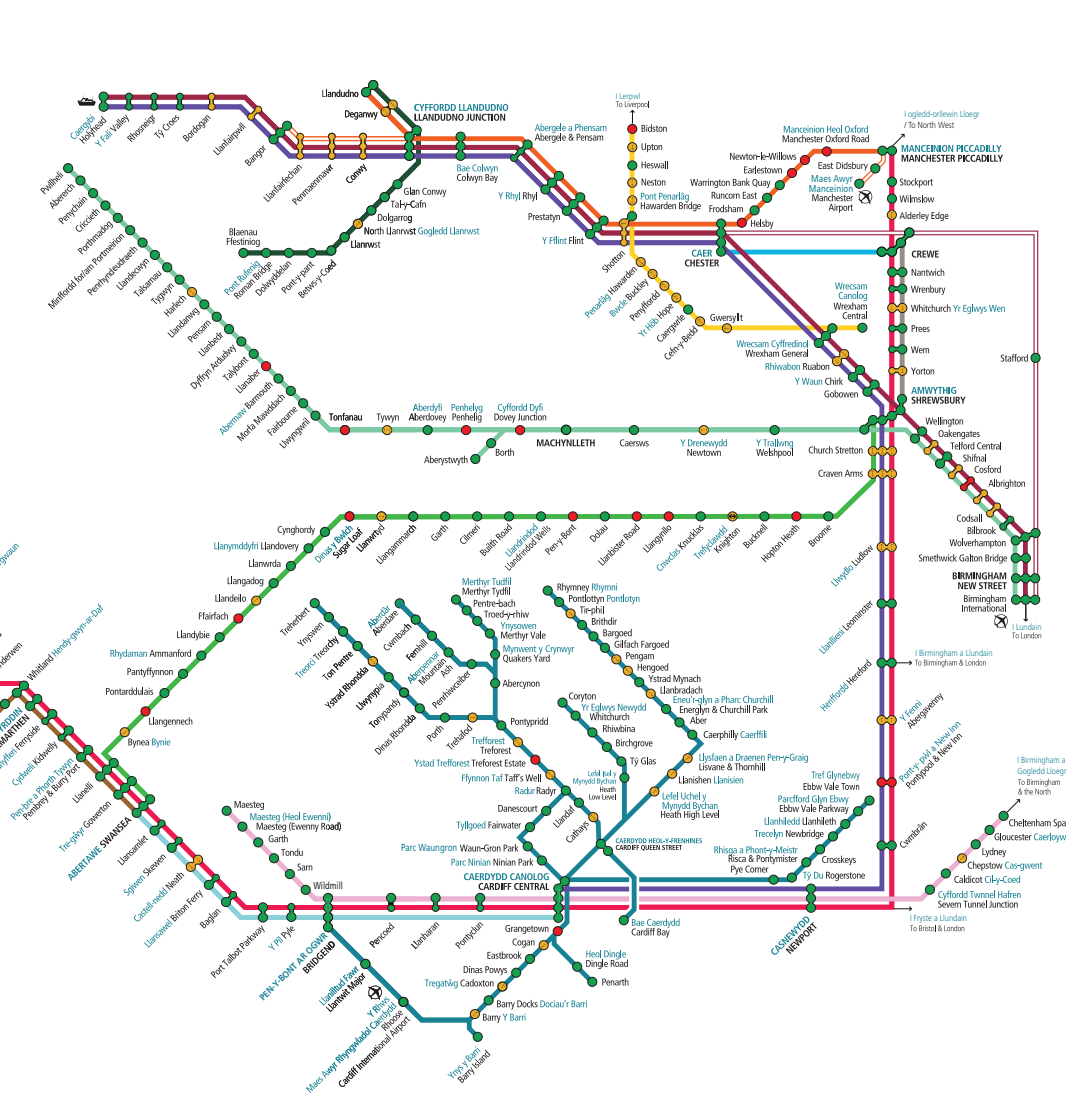 Caergybi
Holyhead
Y Fali Valley
Rhosneigr
Tŷ Croes
Bordogan
Llanfairpwll
Bangor
Llanfairfechan
Penmaenmawr
Conwy
Llandudno
Deganwy
CYFFORDD LLANDUDNO
LLANDUDNO JUNCTION
Bae Colwyn
Colwyn Bay
Abergele a Phensarn
Abergele & Pensarn
Y Rhyl Rhyl
Prestatyn
Y Fflint Flint
Shotton
Glan Conwy
Tal-y-Cafn
Dolgarrog
North Llanrwst Gogledd Llanrwst
Llanrwst
Betws-y-Coed
Pont-y-pant
Dolwyddelan
Roman Bridge
Pont Rufeinig
Blaenau
Ffestiniog
I Lerpwl
To Liverpool
Bidston
Upton
Heswall
Neston
Pont Penarlâg
Hawarden Bridge
Penarlâg Hawarden
Bwcle Buckley
Penyffordd
Yr Hôb Hope
Caergwrle
Cefn-y-Bedd
Gwersyllt
Wrecsam
Canolog
Wrexham
Central
Wrecsam Cyffredinol
Wrexham General
Rhiwabon Ruabon
Y Waun Chirk
Gobowen
CAER
CHESTER
Helsby
Frodsham
Runcorn East
Warrington Bank Quay
Earlestown
Newton-le-Willows
Manceinion Heol Oxford
Manchester Oxford Road
I ogledd-orllewin Lloegr
/ To North West
MANCEINION PICCADILLY
MANCHESTER PICCADILLY
East Didsbury
Maes Awyr
Manceinion
Manchester
Airport
Stockport
Wilmslow
Alderley Edge
CREWE
Nantwich
Wrenbury
Whitchurch Yr Eglwys Wen
Prees
Wem
Yorton
AMWYTHIG
SHREWSBURY
Stafford
Wellington
Oakengates
Telford Central
Shifnal
Cosford
Albrighton
Codsall
Bilbrook
Wolverhampton
Smethwick Galton Bridge
BIRMINGHAM
NEW STREET
Birmingham
International
I Lundain
To London
Pwllheli
Abererch
Penychain
Criccieth
Porthmadog
Minffordd for/am Portmeirion
Penrhyndeudraeth
Llandecwyn
Talsarnau
Tygwyn
Harlech
Llandanwg
Pensarn
Llanbedr
Dyffryn Ardudwy
Talybont
Llanaber
Abermaw Barmouth
Morfa Mawddach
Fairbourne
Llwyngwril
Tonfanau
Tywyn
Aberdyfi
Aberdovey
Penhelyg
Penhelig
Cyffordd Dyfi
Dovey Junction
Borth
Aberystwyth
MACHYNLLETH
Caersws
Y Drenewydd
Newtown
Y Trallwng
Welshpool
Church Stretton
Craven Arms
Llwydlo Ludlow
Llanllieni Leominster
Henffordd Hereford
I Birmingham a Llundain
To Birmingham & London
Y Fenni
Abergavenny
Pont-y-pŵl a New Inn
Pontypool & New Inn
Cwmbrân
Broome
Hopton Heath
Bucknell
Trefyclawdd
Knighton
Cnwclas Knucklas
Llangynllo
Llanbister Road
Dolau
Pen-y-Bont
Llandrindod
Llandrindod Wells
Builth Road
Cilmeri
Garth
Llangammarch
Llanwrtyd
Dinas y Bwlch
Sugar Loaf
Cynghordy
Llanymddyfri Llandovery
Llanwrda
Llangadog
Llandeilo
Ffairfach
Llandybie
Rhydaman Ammanford
Pantyffynnon
Pontarddulais
Llangennech
Bynea Bynie
Llanelli
Whitland Hendy-gwyn-ar-Daf
Ferryside
Cydweli Kidwelly
Pen-bre a Phorth Tywyn
Pembrey & Burry Port
Tre-gŵyr Gowerton
ABERTAWE SWANSEA
Llansamlet
Sgiwen Skewen
Castell-nedd Neath
Llansawel Briton Ferry
Baglan
Port Talbot Parkway
Y Pîl Pyle
PEN-Y-BONT AR OGWR
BRIDGEND
Maesteg
Maesteg (Heol Ewenni)
Maesteg (Ewenny Road)
Garth
Tondu
Sarn
Wildmill
Pencoed
Llanharan
Pontyclun
Llanilltud Fawr
Llantwit Major
Y Rhws
Maes Awyr Rhyngwladol Caerdydd
Rhoose
Cardiff International Airport
Ynys y Barri
Barry Island
Barry Y Barri
Barry Docks Dociau'r Barri
Tregatŵg Cadoxton
Dinas Powys
Eastbrook
Cogan
Grangetown
Heol Dingle
Dingle Road
Penarth
Bae Caerdydd
Cardiff Bay
CAERDYDD CANOLOG
CARDIFF CENTRAL
Parc Ninian Ninian Park
Parc Waungron Waun-Gron Park
Tyllgoed Fairwater
Danescourt
Radur Radyr
Llandaf
Cathays
CAERDYDD HEOL-Y-FRENHINES
CARDIFF QUEEN STREET
Ffynnon Taf Taff's Well
Ystad Trefforest Treforest Estate
Trefforest
Treforest
Pontypridd
Trehafod
Porth
Dinas Rhondda
Tonypandy
Llwynypia
Ystrad Rhondda
Ton Pentre
Treorci Treorchy
Ynyswen
Treherbert
Aberdâr
Aberdare
Cwmbach
Fernhill
Aberpennar
Mountain
Ash
Penrhiwceiber
Abercynon
Merthyr Tudful
Merthyr Tydfil
Pentre-bach
Troed-y-rhiw
Ynysowen
Merthyr Vale
Mynwent y Crynwyr
Quakers Yard
Rhymney Rhymni
Pontlottyn Pontlotyn
Tir-phil
Brithdir
Bargoed
Gilfach Fargoed
Pengam
Hengoed
Ystrad Mynach
Llanbradach
Eneu'r-glyn a Pharc Churchill
Energlyn & Churchill Park
Aber
Caerphilly Caerffili
Llysfaen a Draenen Pen-y-Graig
Lisvane & Thornhill
Llanishen Llanisien
Lefel Uchel y
Mynydd Bychan
Heath High Level
Coryton
Yr Eglwys Newydd
Whitchurch
Rhiwbina
Birchgrove
Tŷ Glas
Lefel Isel y
Mynydd Bychan
Heath
Low Level
Tref Glynebwy
Ebbw Vale Town
Parcffordd Glyn Ebwy
Ebbw Vale Parkway
Llanhiledd Llanhilleth
Trecelyn Newbridge
Rhisga a Phont-y-Meistr
Risca & Pontymister
Crosskeys
Pye Corner
Tŷ Du Rogerstone
CASNEWYDD
NEWPORT
I Fryste a Llundain
To Bristol & London
Cyffordd Twnnel Hafren
Severn Tunnel Junction
Caldicot Cil-y-Coed
Chepstow Cas-gwent
Lydney
Gloucester Caerloyw
Cheltenham Spa
I Birmingham a
Gogledd Lloegr
To Birmingham
& the North